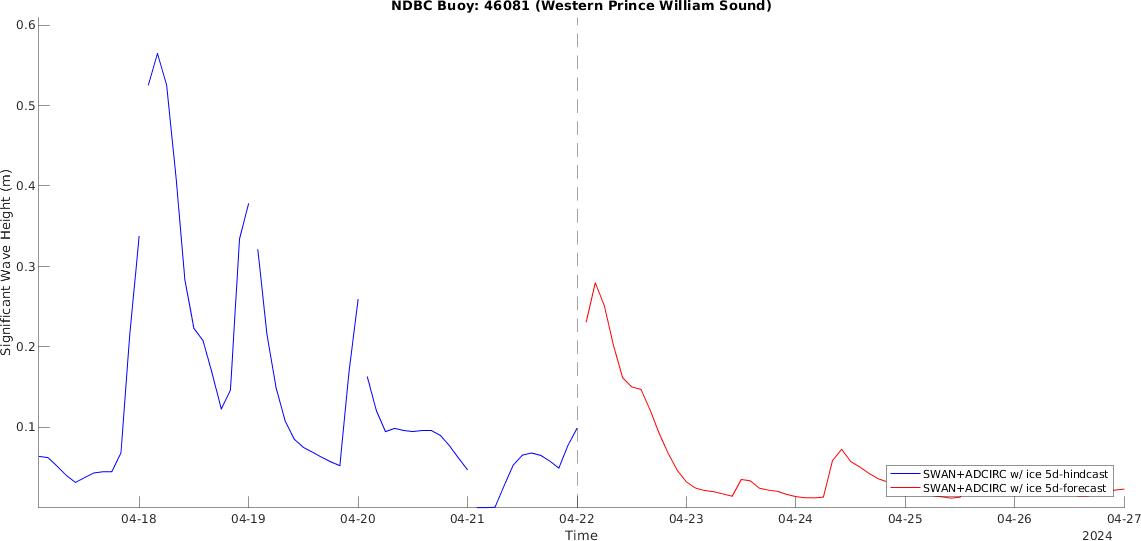 NDBC Buoy: 46081 (Western Prince William Sound)
0.6
0.5
0.4
0.3
0.2
0.1
Significant Wave Height (m)
SWAN+ADCIRC w/ ice 5d-hindcast
SWAN+ADCIRC w/ ice 5d-forecast
04-18 04-19 04-20 04-21 04-22 04-23 04-24 04-25 04-26 04-27
Time
2024